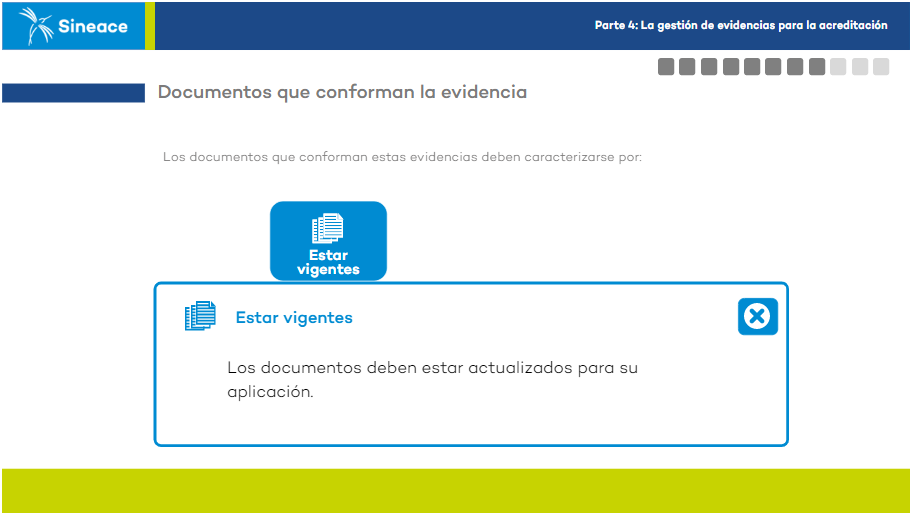 Sineace
Parte 4: La gestión de evidencias para la acreditación
Documentos que conforman la evidencia
Los documentos que conforman estas evidencias deben caracterizarse por:
Estar
vigentes
Estar vigentes
Los documentos deben estar actualizados para su
aplicación.